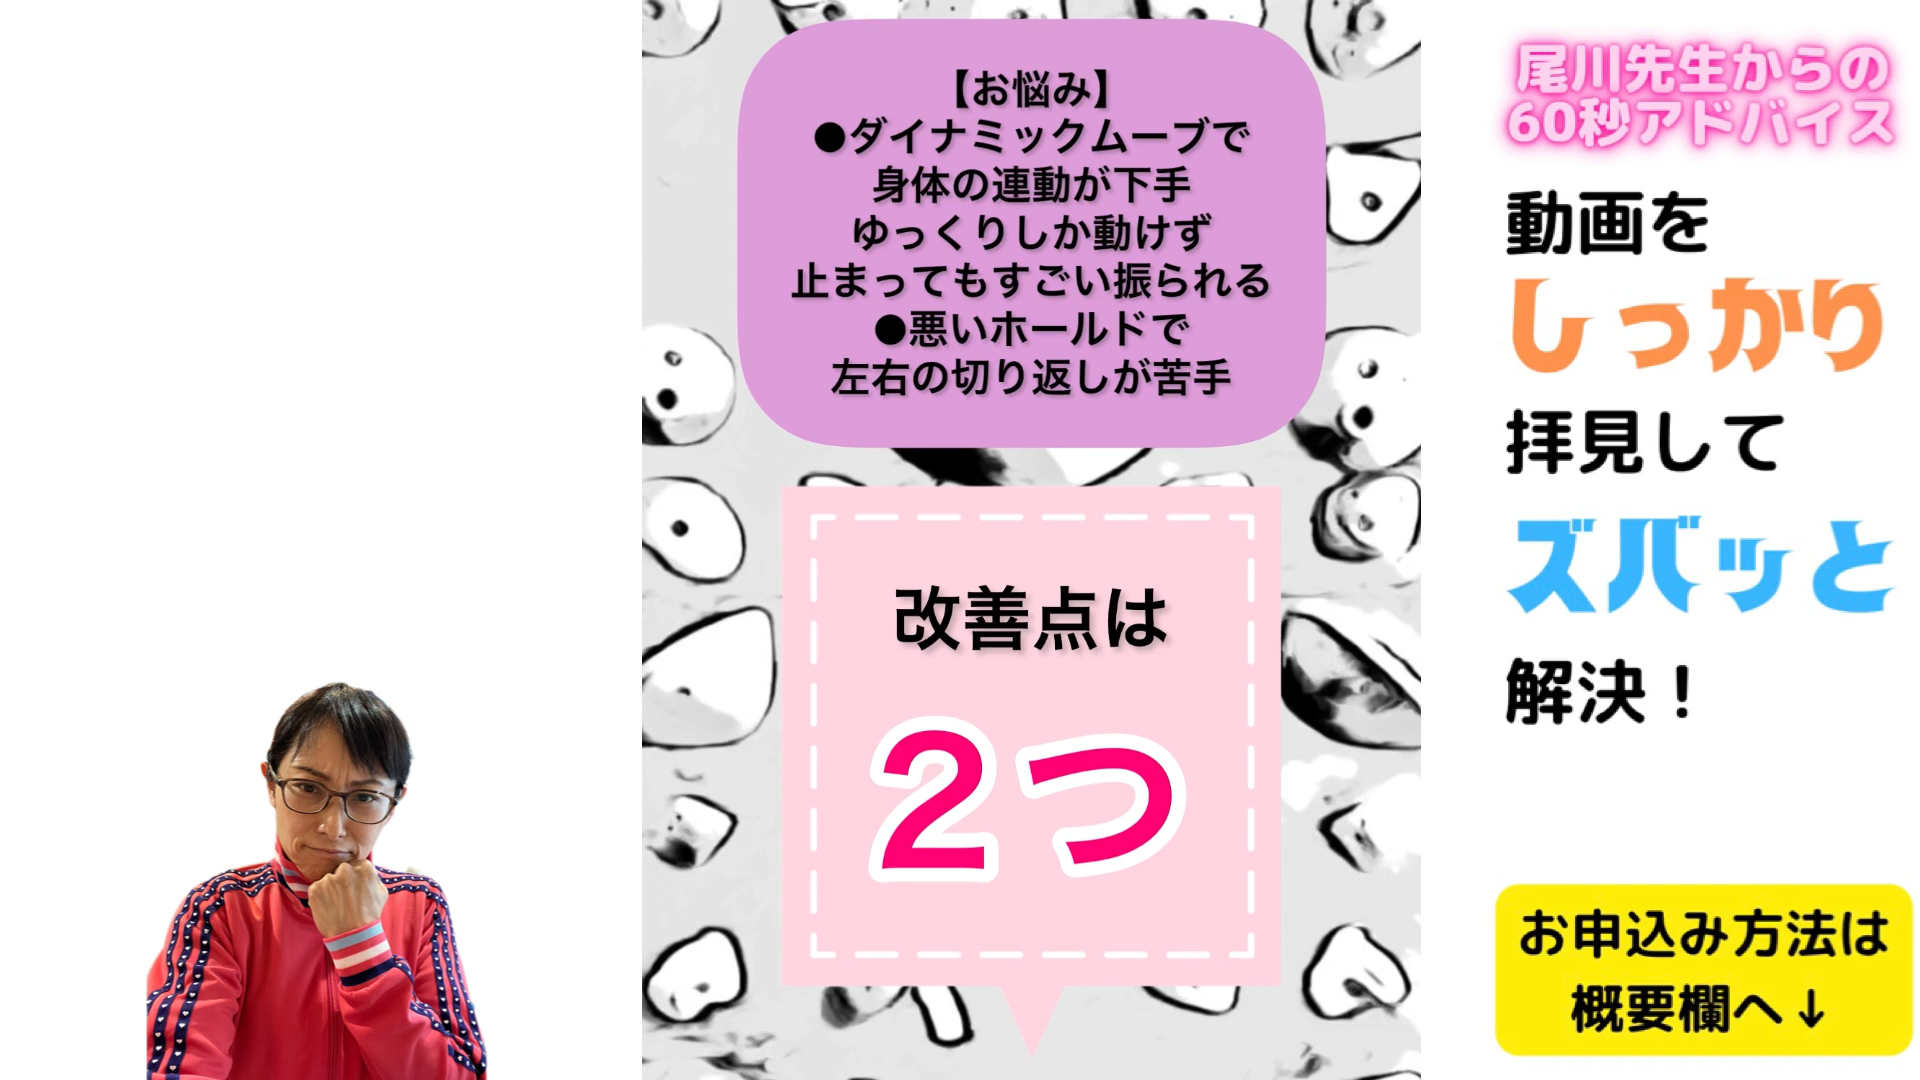 【お悩み】
●ダイナミックムーブで
身体の連動が下手
ゆっくりしか動けず
止まってもすごい振られる
●悪いホールドで
左右の切り返しが苦手
改善点は
2つ
尾川先生からの
60秒アドバイス
動画を
しっかり
拝見して
ズバッと
解決！
お申込み方法は
概要欄へ↓